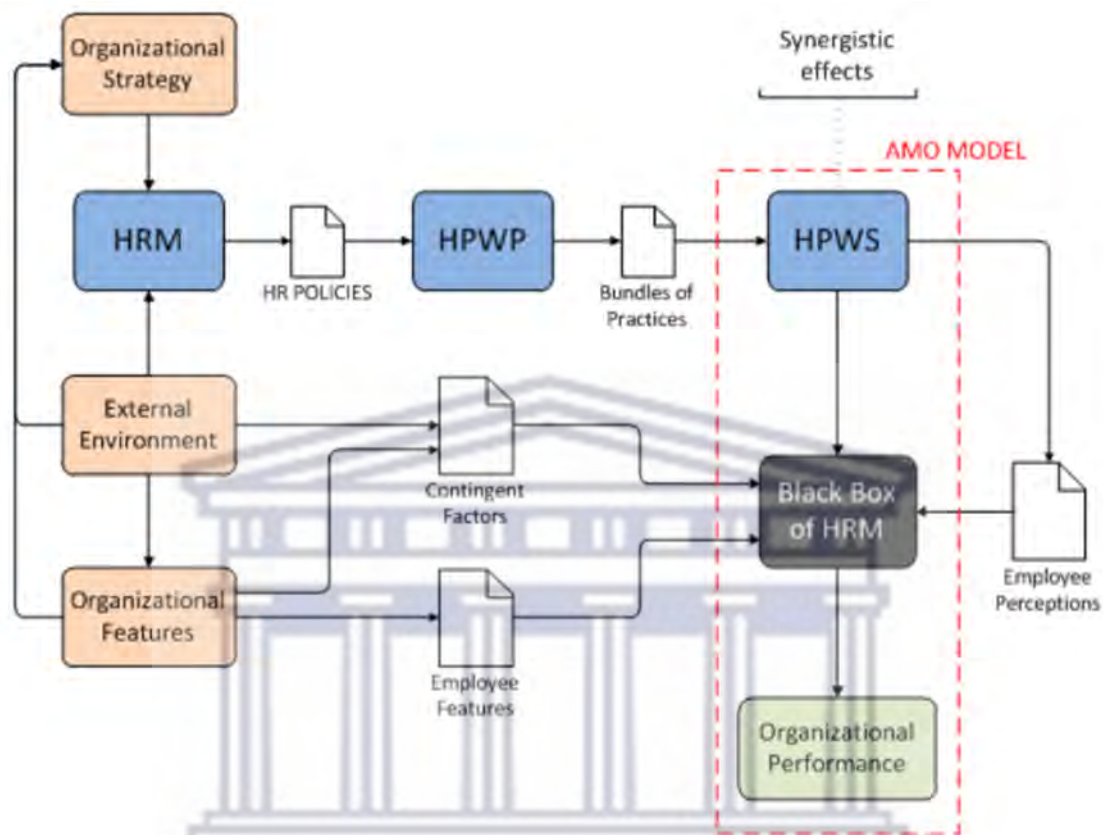 Organizational
Strategy
Synergistic
effects
AMO MODEL
HRM
HR POLICIES
HPWP
Bundles of
Practices
HPWS
External
Environment
Contingent
Factors
Black Box
of HRM
Employee
Perceptions
Organizational
Features
Employee
Features
Organizational
Performance